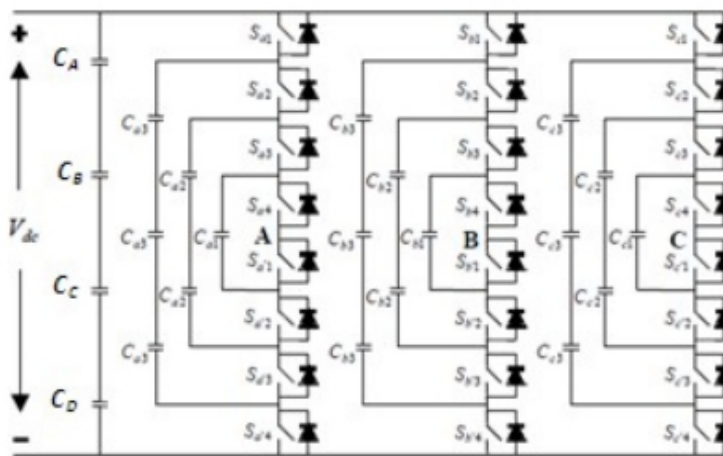 +
V_dc
−
C_A
C_B
C_C
C_D
C_a3
C_a3
C_a3
C_a2
C_a2
C_a1
A
S_a1
S_a2
S_a3
S_a4
S_a'1
S_a'2
S_a'3
S_a'4
C_b3
C_b3
C_b3
C_b2
C_b2
C_b1
B
S_b1
S_b2
S_b3
S_b4
S_b'1
S_b'2
S_b'3
S_b'4
C_c3
C_c3
C_c3
C_c2
C_c2
C_c1
C
S_c1
S_c2
S_c3
S_c4
S_c'1
S_c'2
S_c'3
S_c'4